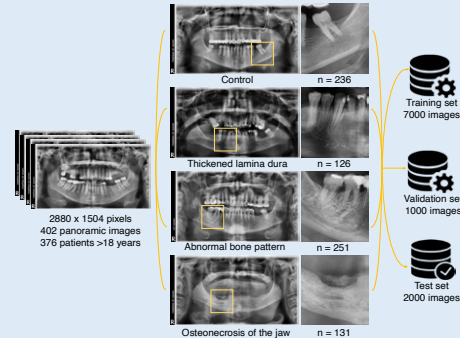 2880 x 1504 pixels
402 panoramic images
376 patients >18 years
Control
n = 236
Thickened lamina dura
n = 126
Abnormal bone pattern
n = 251
Osteonecrosis of the jaw
n = 131
Training set
7000 images
Validation set
1000 images
Test set
2000 images